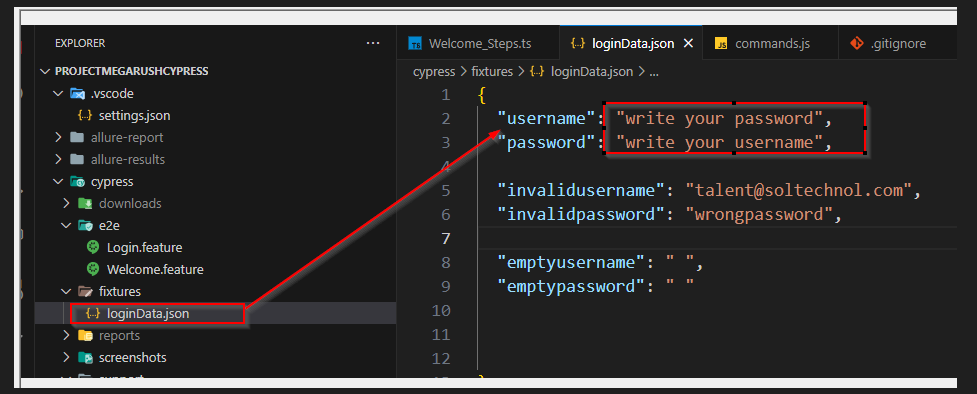 EXPLORER ...
PROJECTMEGARUSHCYPRESS
.vscode
{..} settings.json
allure-report
allure-results
cypress
downloads
e2e
Login.feature
Welcome.feature
fixtures
{..} loginData.json
reports
screenshots
TS Welcome_Steps.ts {..} loginData.json × JS commands.js .gitignore
cypress > fixtures > {..} loginData.json > ...
1 {
2 "username": "write your password",
3 "password": "write your username",
4
5 "invalidusername": "talent@soltechnol.com",
6 "invalidpassword": "wrongpassword",
7
8 "emptyusername": " ",
9 "emptypassword": " "
10
11
12